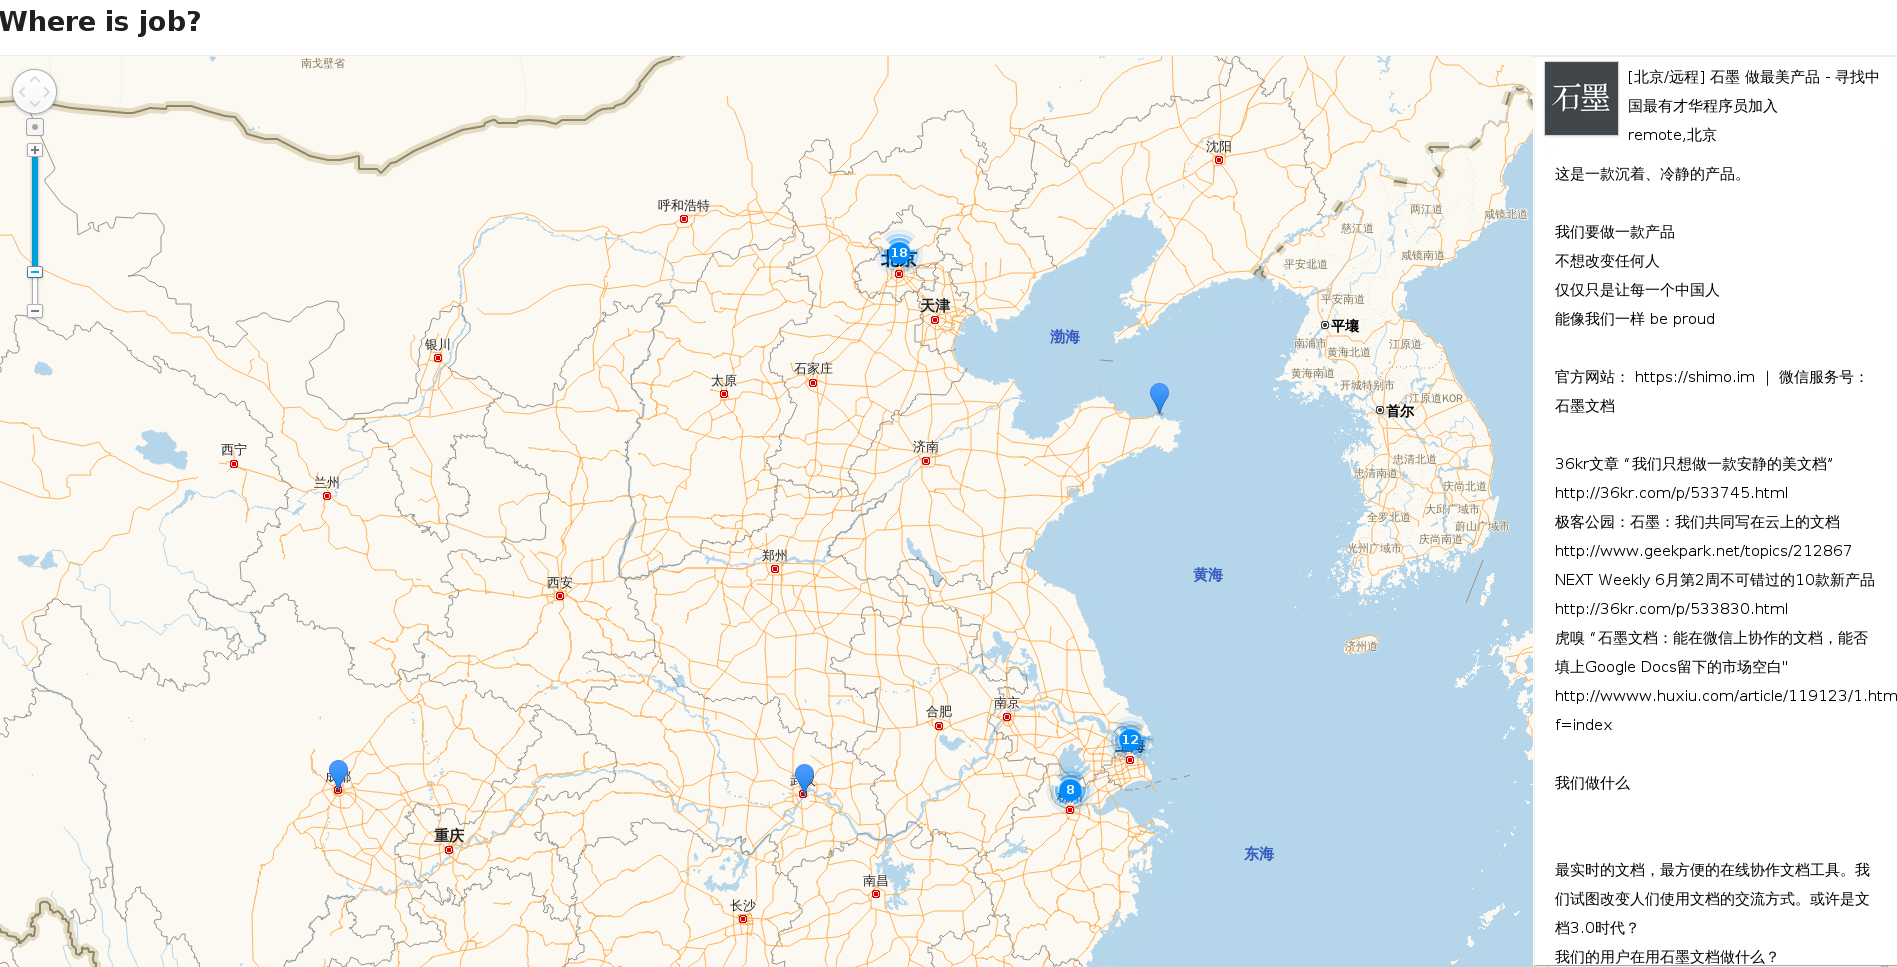 Where is job?
南戈壁省
沈阳
呼和浩特
两江道
咸镜北道
慈江道
18
北京
咸镜南道
平安北道
天津
平安南道
平壤
渤海
银川
南浦市
黄海北道
江原道
石家庄
黄海南道
太原
开城特别市
江原道KOR
首尔
济南
西宁
忠清北道
忠清南道
兰州
庆尚北道
大邱广域市
全罗北道
蔚山广域市
庆尚南道
光州广域市
郑州
黄海
西安
济州道
南京
合肥
12
上海
成都
武汉
8
杭州
重庆
东海
南昌
长沙
石墨
[北京/远程] 石墨 做最美产品 - 寻找中
国最有才华程序员加入
remote,北京
这是一款沉着、冷静的产品。
我们要做一款产品
不想改变任何人
仅仅只是让每一个中国人
能像我们一样 be proud
官方网站： https://shimo.im ｜ 微信服务号：
石墨文档
36kr文章 “我们只想做一款安静的美文档”
http://36kr.com/p/533745.html
极客公园：石墨：我们共同写在云上的文档
http://www.geekpark.net/topics/212867
NEXT Weekly 6月第2周不可错过的10款新产品
http://36kr.com/p/533830.html
虎嗅 “石墨文档：能在微信上协作的文档，能否
填上Google Docs留下的市场空白"
http://wwww.huxiu.com/article/119123/1.htm
f=index
我们做什么
最实时的文档，最方便的在线协作文档工具。我
们试图改变人们使用文档的交流方式。或许是文
档3.0时代？
我们的用户在用石墨文档做什么？